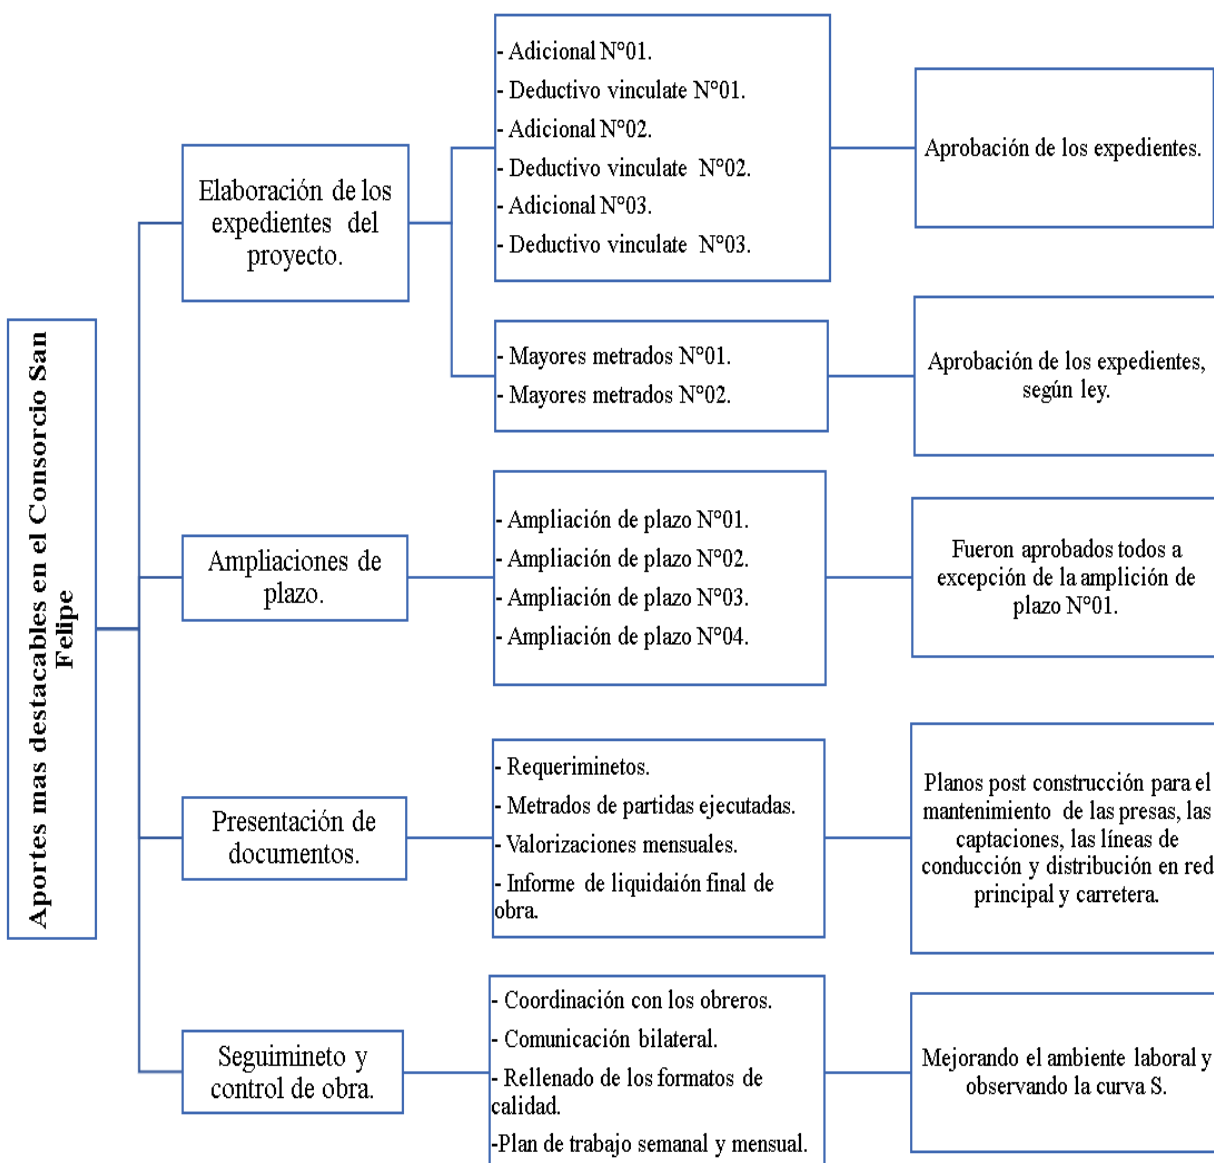 Aportes mas destacables en el Consorcio San
Felipe
Elaboración de los
expedientes del
proyecto.
- Adicional N°01.
- Deductivo vinculate N°01.
- Adicional N°02.
- Deductivo vinculate N°02.
- Adicional N°03.
- Deductivo vinculate N°03.
Aprobación de los expedientes.
- Mayores metrados N°01.
- Mayores metrados N°02.
Aprobación de los expedientes,
según ley.
Ampliaciones de
plazo.
- Ampliación de plazo N°01.
- Ampliación de plazo N°02.
- Ampliación de plazo N°03.
- Ampliación de plazo N°04.
Fueron aprobados todos a
excepción de la amplición de
plazo N°01.
Presentación de
documentos.
- Requeriminetos.
- Metrados de partidas ejecutadas.
- Valorizaciones mensuales.
- Informe de liquidaión final de
obra.
Planos post construcción para el
mantenimiento de las presas, las
captaciones, las líneas de
conducción y distribución en red
principal y carretera.
Seguimineto y
control de obra.
- Coordinación con los obreros.
- Comunicación bilateral.
- Rellenado de los formatos de
calidad.
-Plan de trabajo semanal y mensual.
Mejorando el ambiente laboral y
observando la curva S.